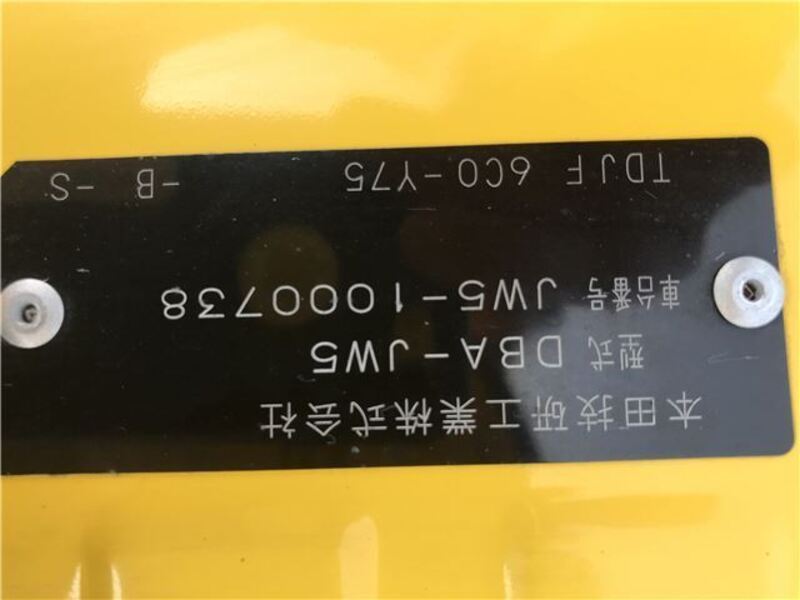 本田技研工業株式会社
型式 DBA-JW5
車台番号 JW5-1000738
TDJF 6C0-Y75 -B -S